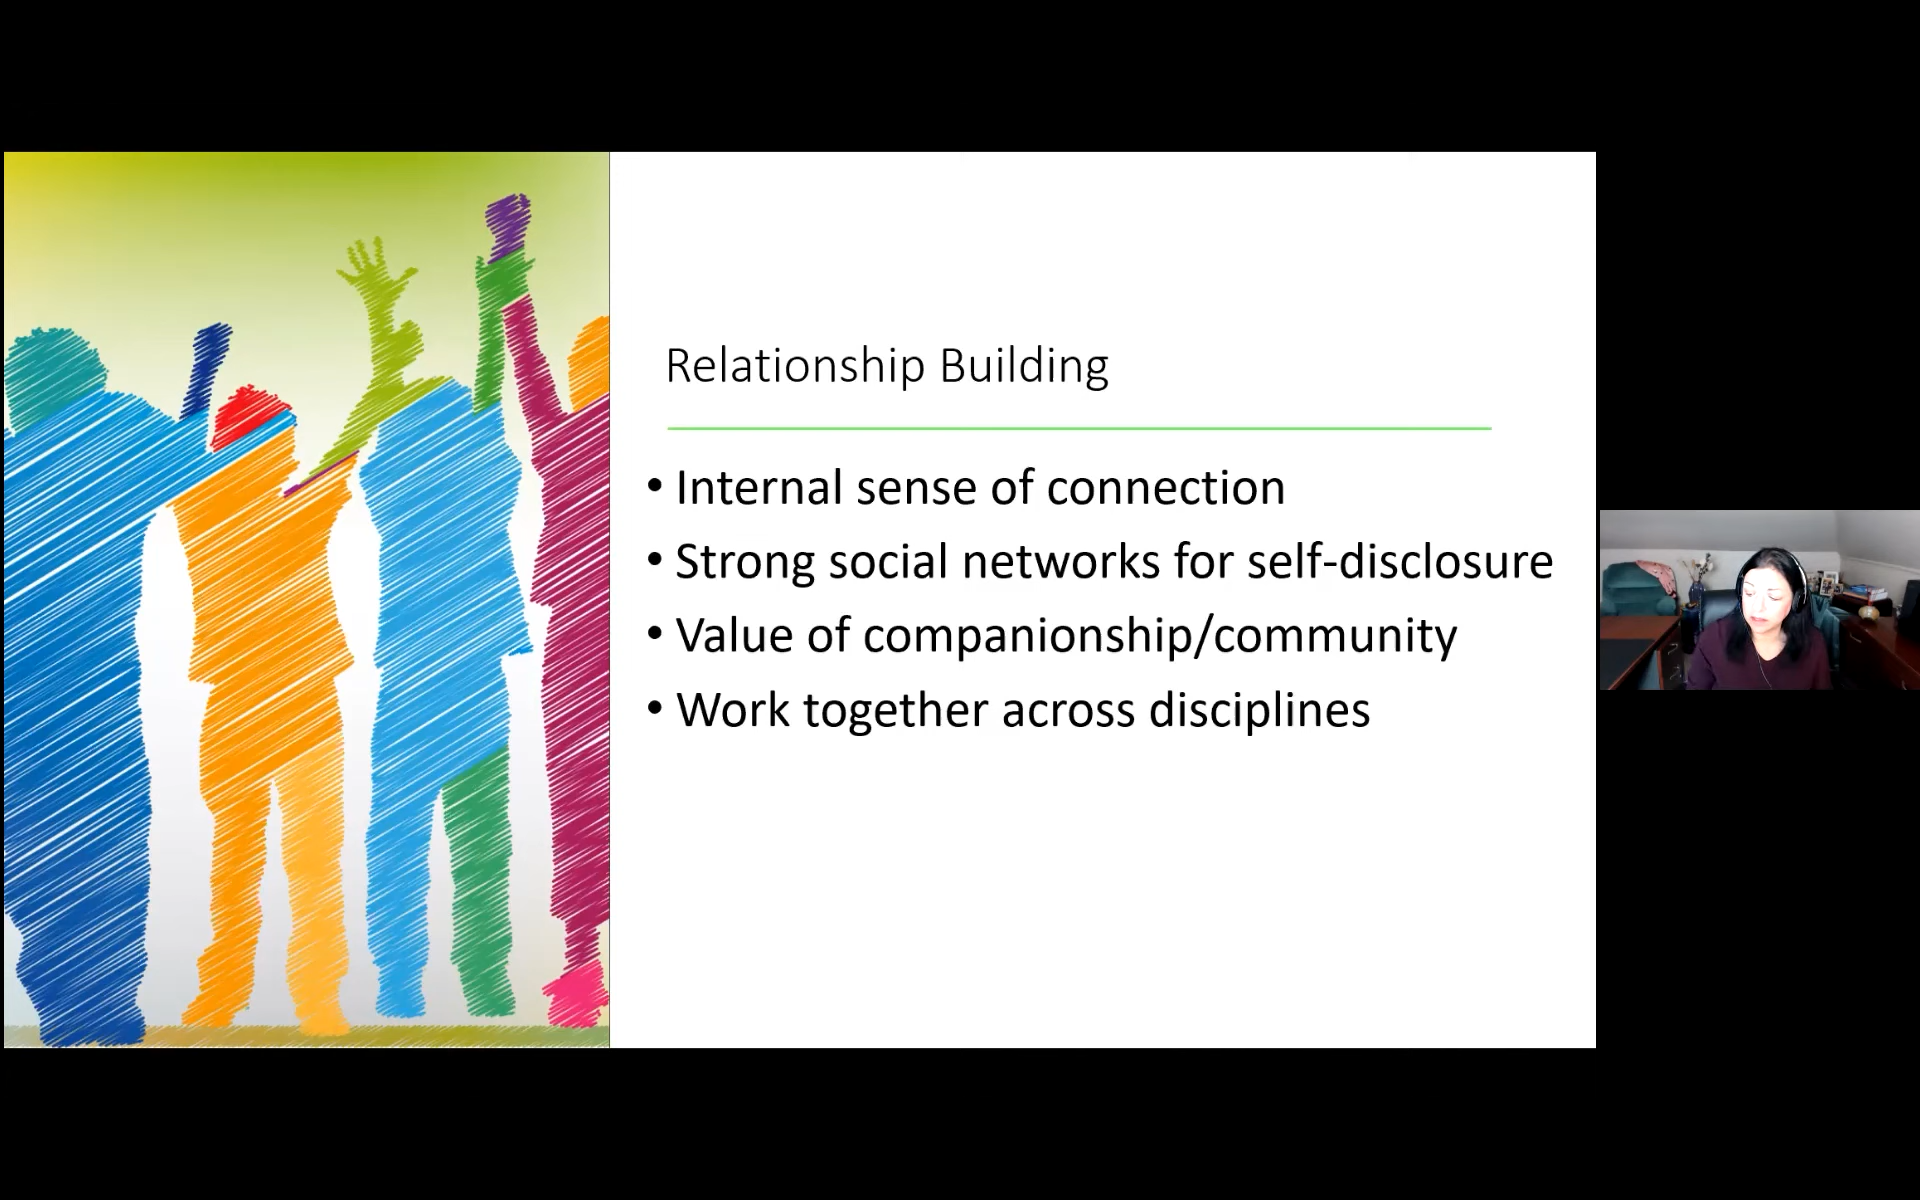 Relationship Building
• Internal sense of connection
• Strong social networks for self-disclosure
• Value of companionship/community
• Work together across disciplines